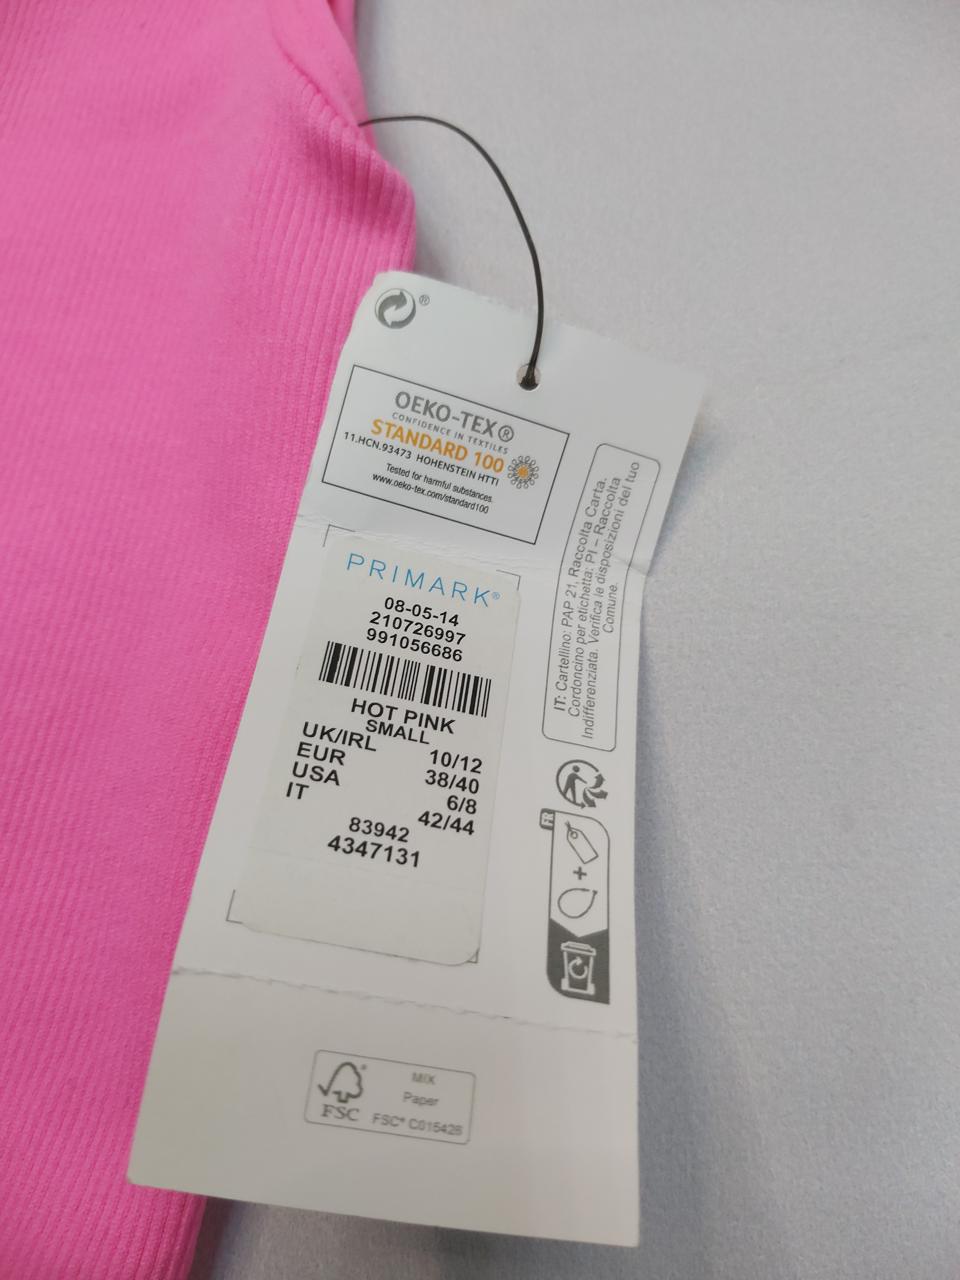 ®
OEKO-TEX®
CONFIDENCE IN TEXTILES
STANDARD 100
11.HCN.93473 HOHENSTEIN HTTI
Tested for harmful substances.
www.oeko-tex.com/standard100
PRIMARK®
08-05-14
210726997
991056686
HOT PINK
SMALL
UK/IRL 10/12
EUR 38/40
USA 6/8
IT 42/44
83942
4347131
IT: Cartellino: PAP 21, Raccolta Carta.
Cordoncino per etichetta: PI – Raccolta
Indifferenziata. Verifica le disposizioni del tuo
Comune.
FR
+
FSC
MIX
Paper
FSC® C015428